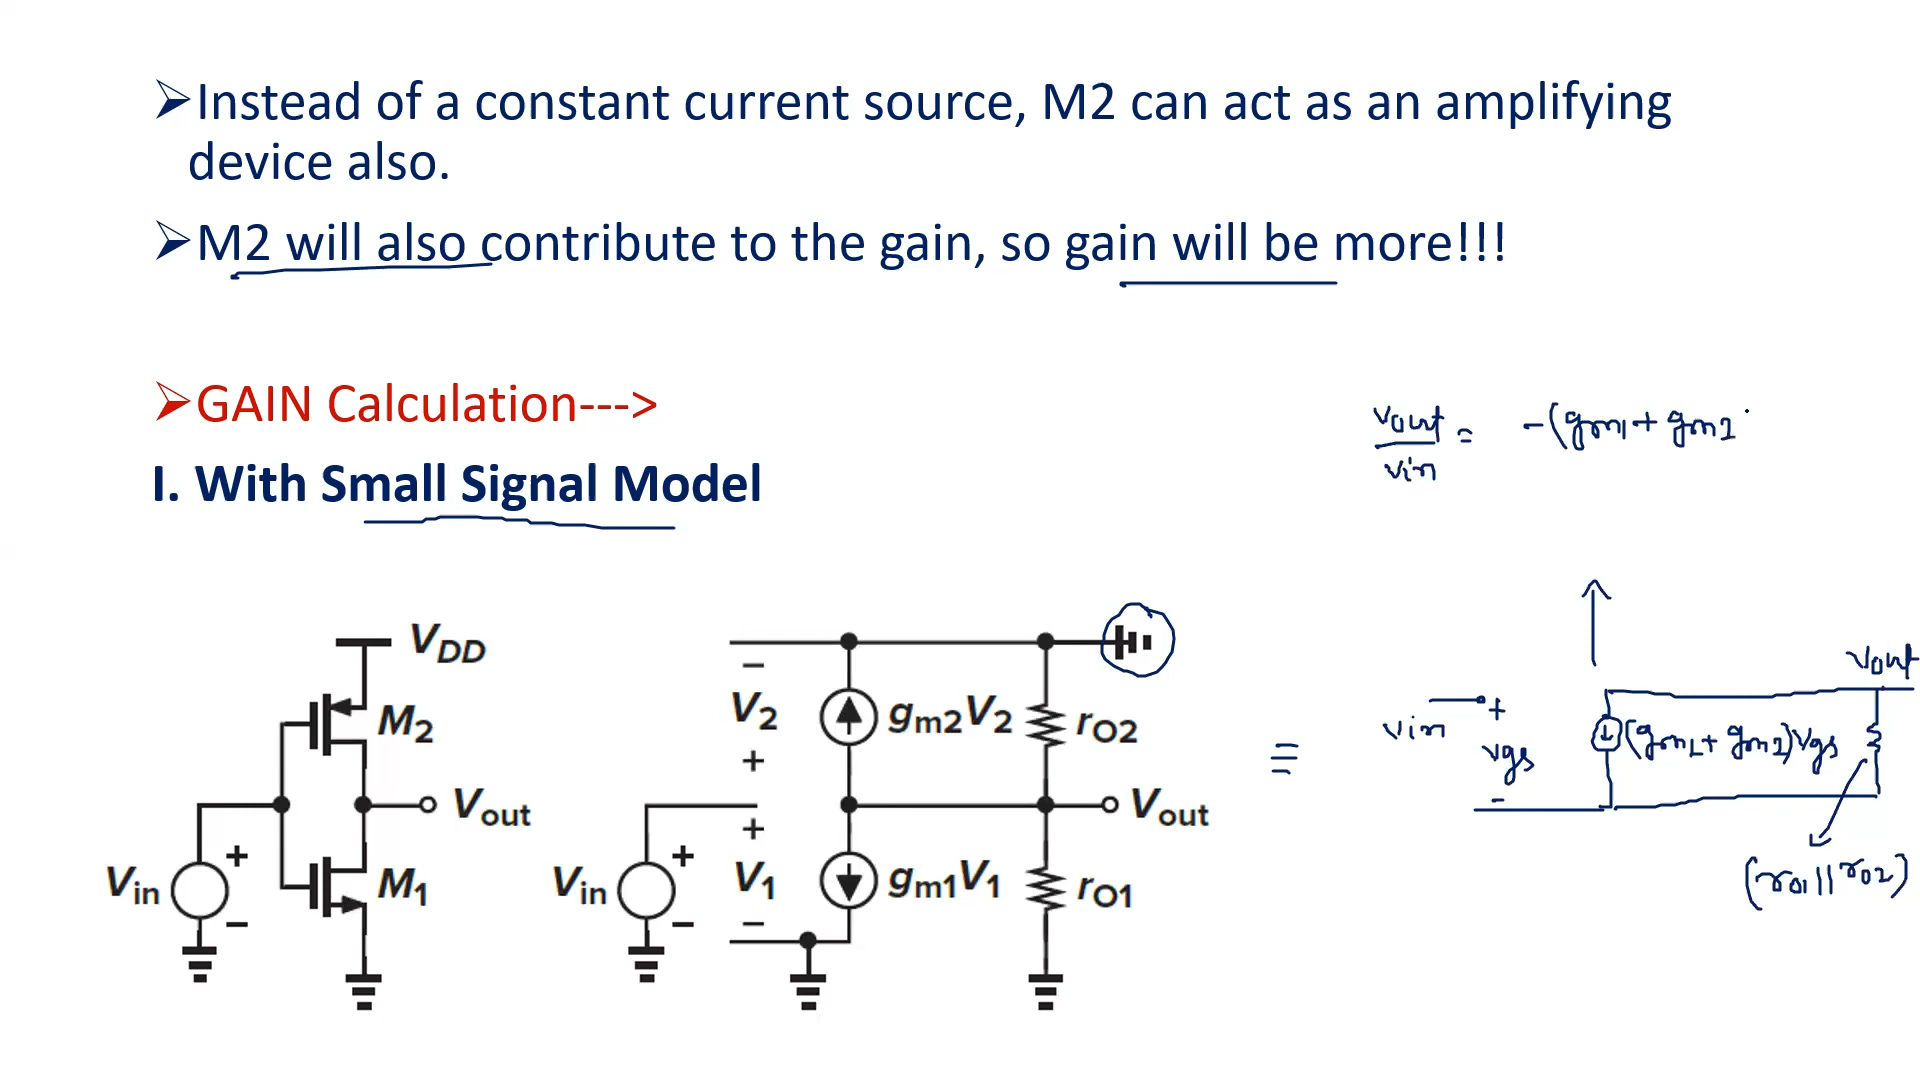 ➢Instead of a constant current source, M2 can act as an amplifying
device also.
➢M2 will also contribute to the gain, so gain will be more!!!
➢GAIN Calculation--->
vout/vin = -(gm1 + gm2
I. With Small Signal Model
VDD
M2
Vout
Vin
+
−
M1
−
V2
+
gm2V2
rO2
Vout
Vin
+
−
+
V1
−
gm1V1
rO1
≡
vin
+
vgs
-
(gm1 + gm2)vgs
vout
(ro1 || ro2)